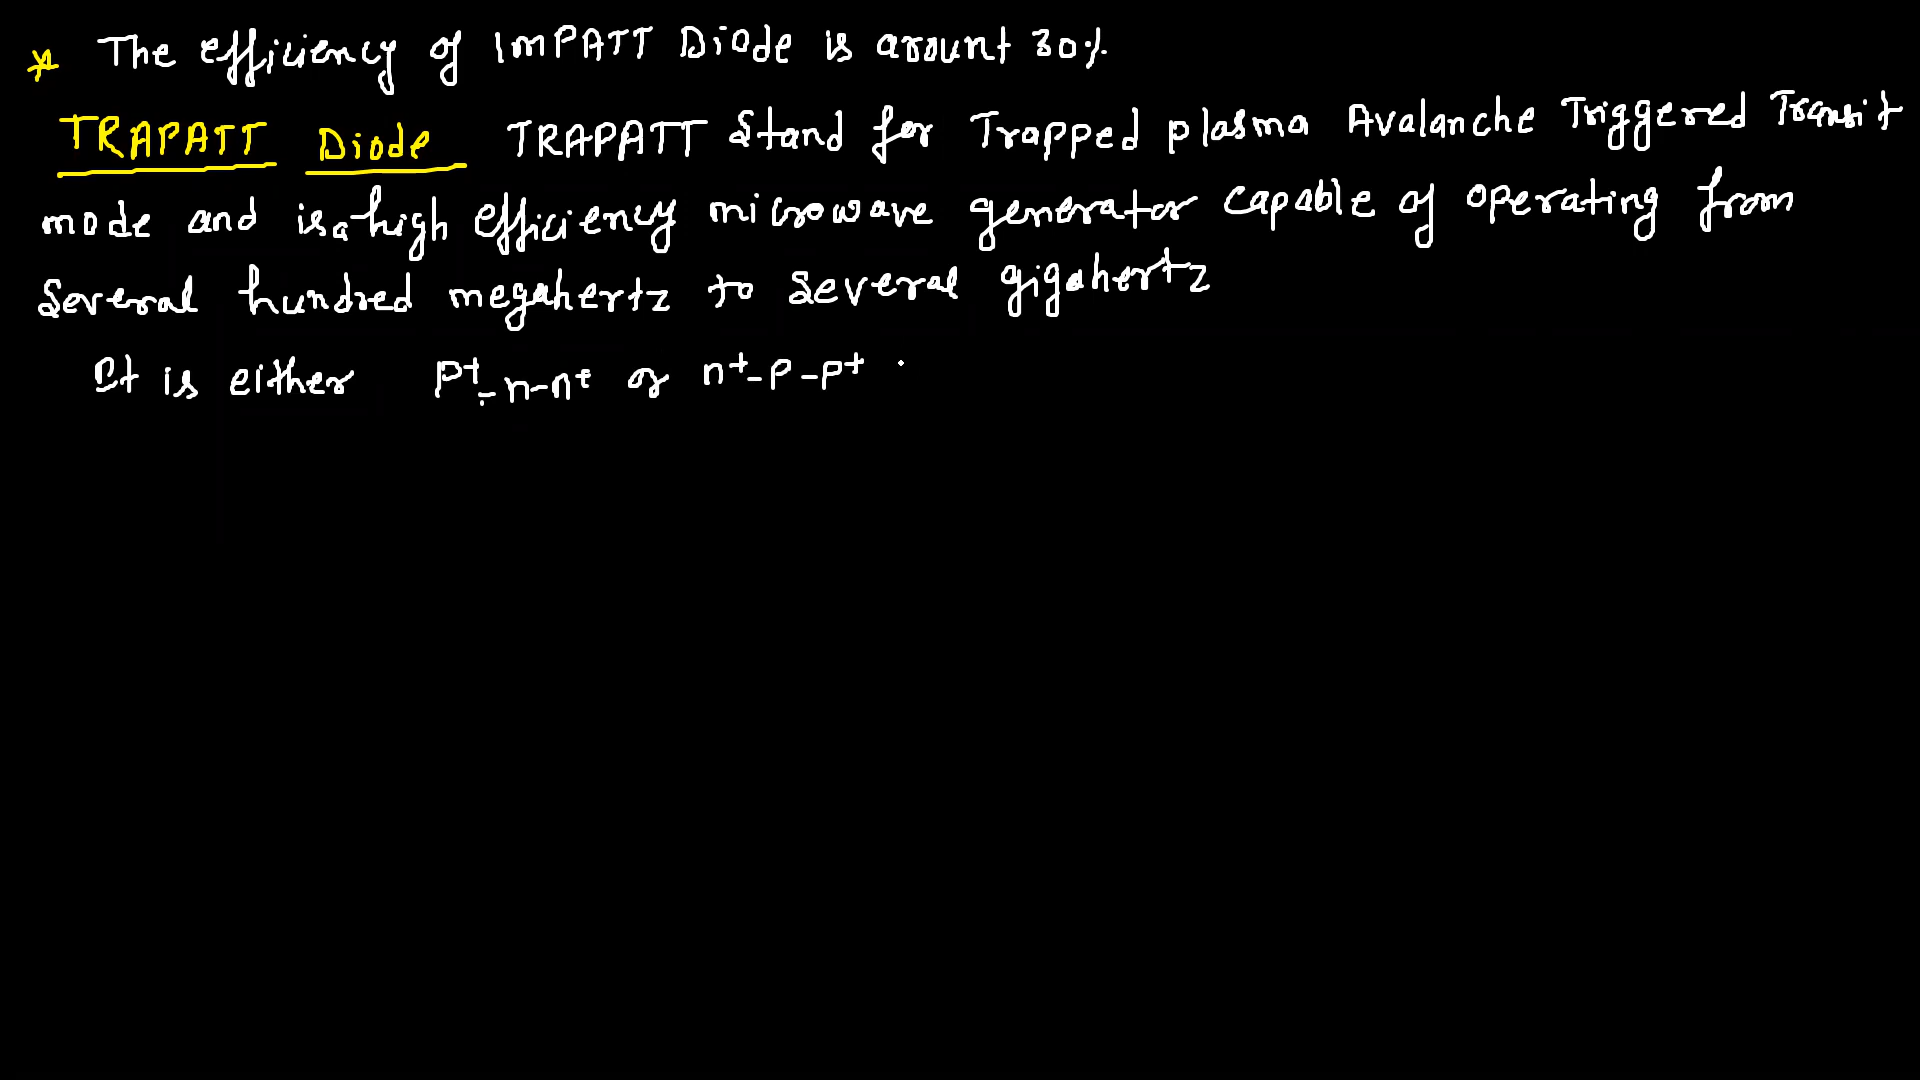 * The efficiency of IMPATT Diode is arount 30%
TRAPATT Diode TRAPATT Stand for Trapped plasma Avalanche Triggered Transit
mode and is a high efficiency microwave generator capable of operating from
Several hundred megahertz to several gigahertz
It is either P+-n-n+ or n+-P-P+ .